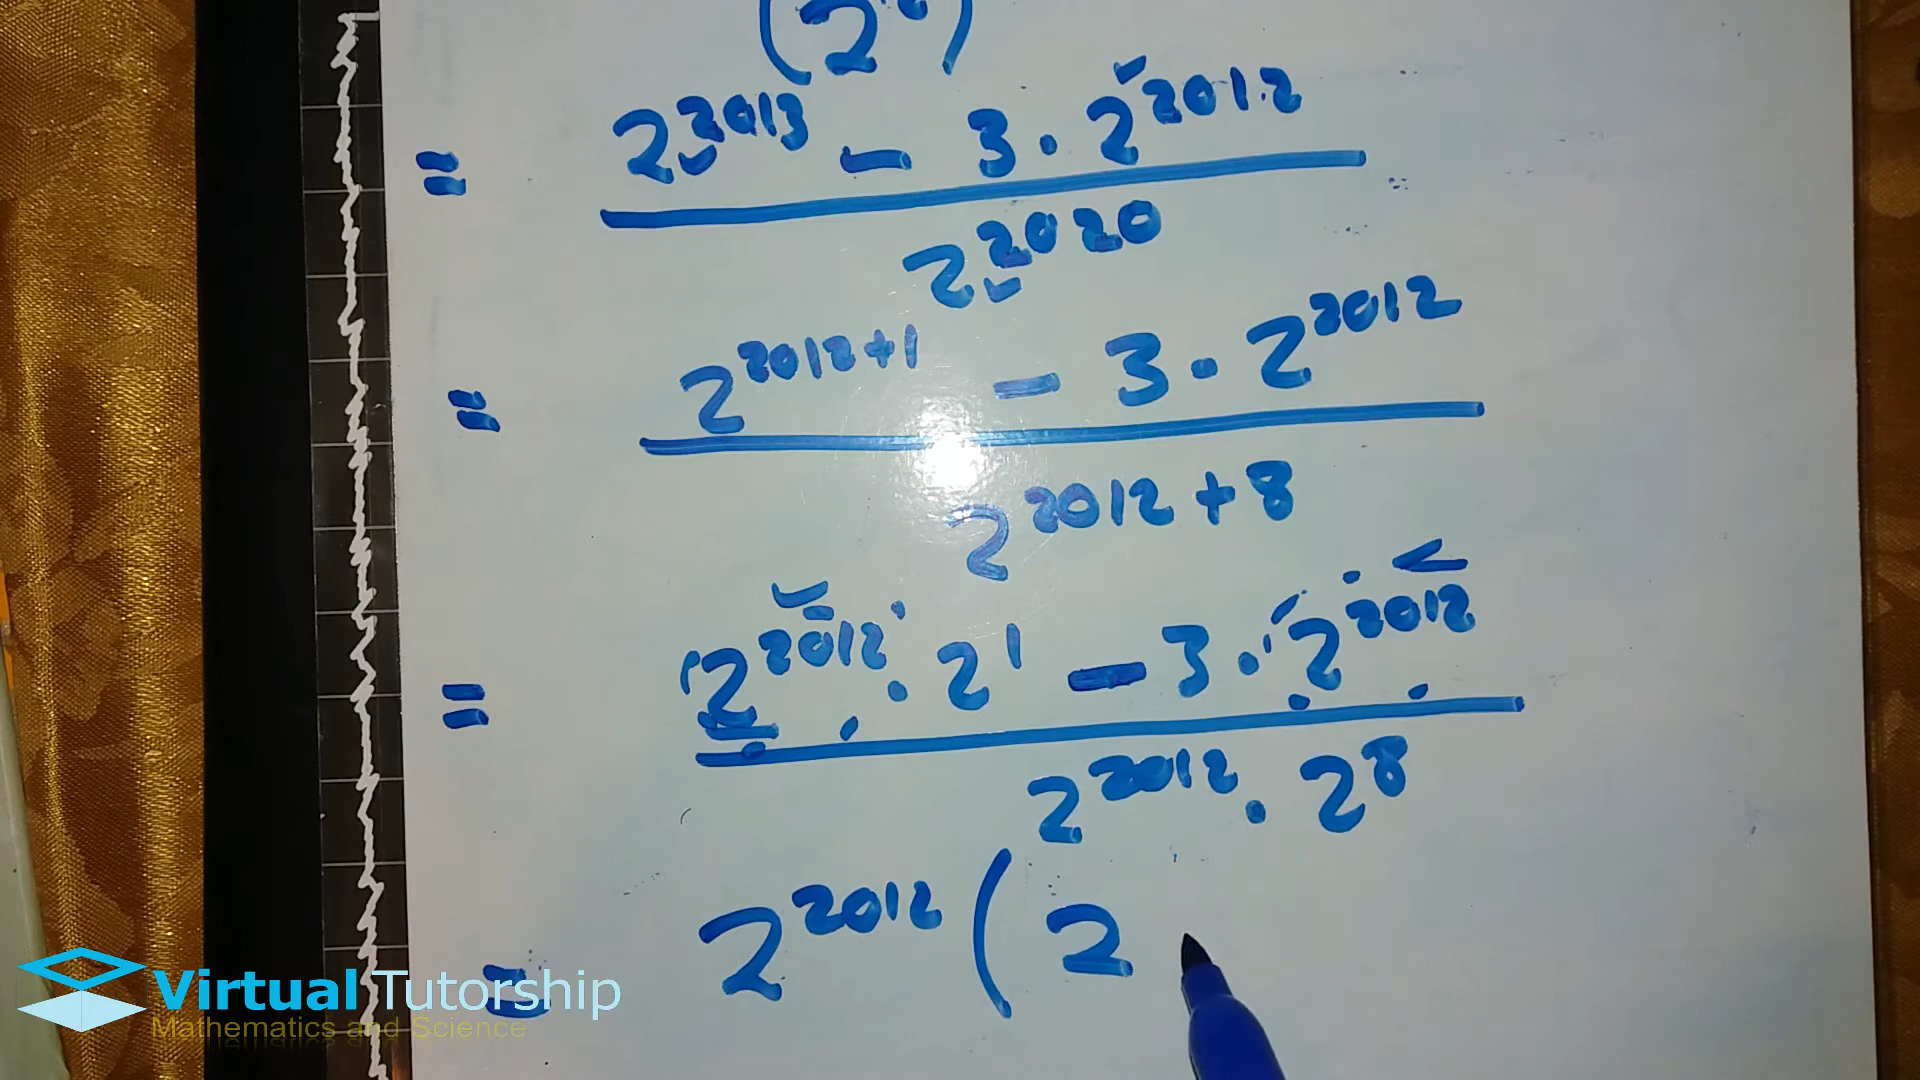 (2
= 2^2013 - 3 · 2^2012
2^2020
= 2^2012+1 - 3 · 2^2012
2^2012+8
= 2^2012 · 2^1 - 3 · 2^2012
2^2012 · 2^8
= 2^2012 ( 2
Virtual Tutorship
Mathematics and Science